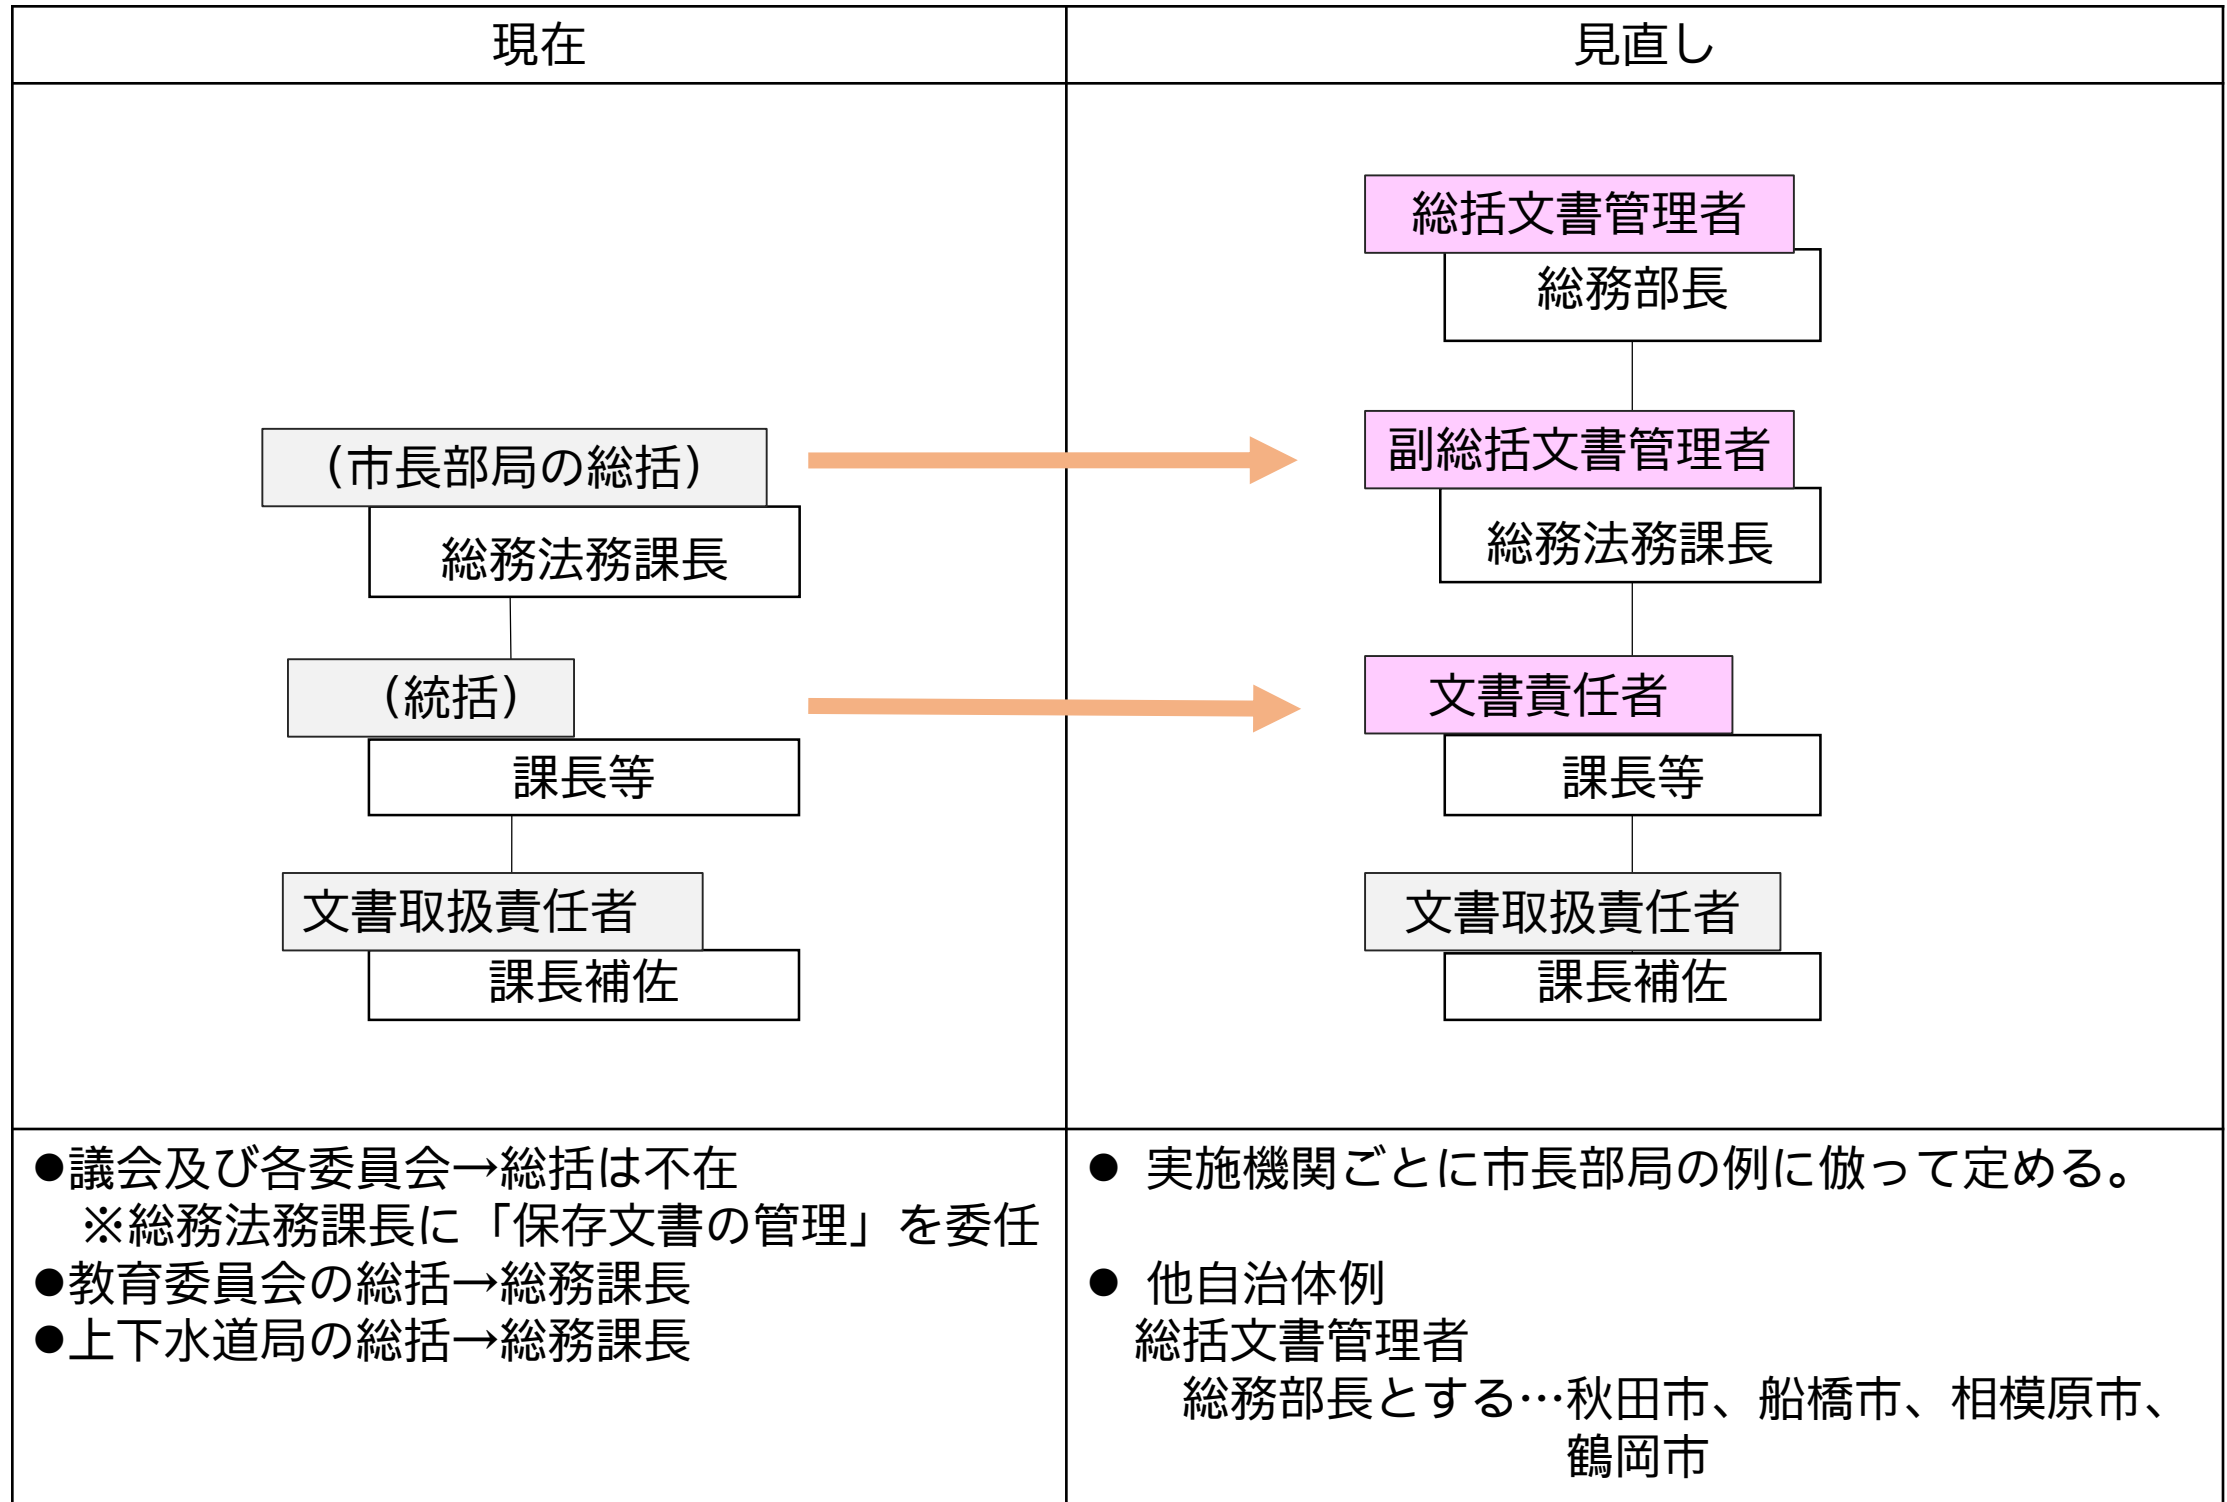 現在
見直し
（市長部局の総括）
総務法務課長
（統括）
課長等
文書取扱責任者
課長補佐
総括文書管理者
総務部長
副総括文書管理者
総務法務課長
文書責任者
課長等
文書取扱責任者
課長補佐
●議会及び各委員会→総括は不在
※総務法務課長に「保存文書の管理」を委任
●教育委員会の総括→総務課長
●上下水道局の総括→総務課長
● 実施機関ごとに市長部局の例に倣って定める。
● 他自治体例
総括文書管理者
総務部長とする…秋田市、船橋市、相模原市、
鶴岡市